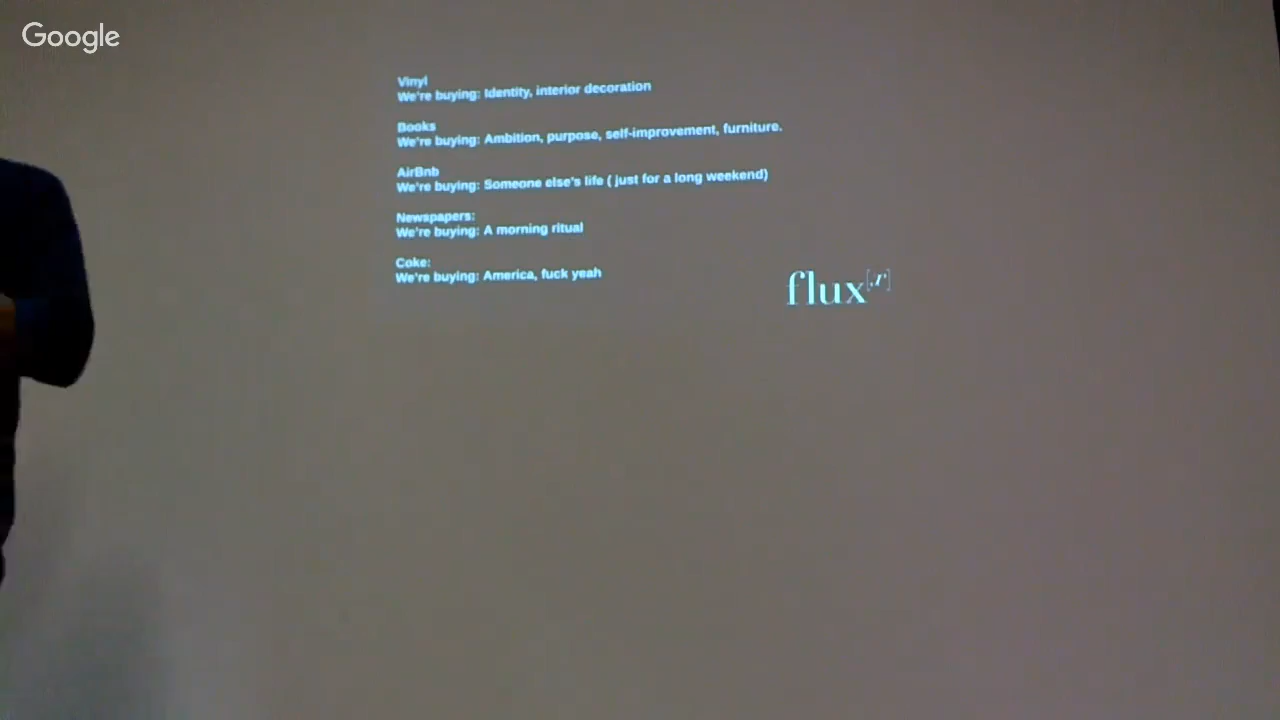 Google
Vinyl
We're buying: Identity, interior decoration
Books
We're buying: Ambition, purpose, self-improvement, furniture.
AirBnb
We're buying: Someone else's life ( just for a long weekend)
Newspapers:
We're buying: A morning ritual
Coke:
We're buying: America, fuck yeah
flux[.r]